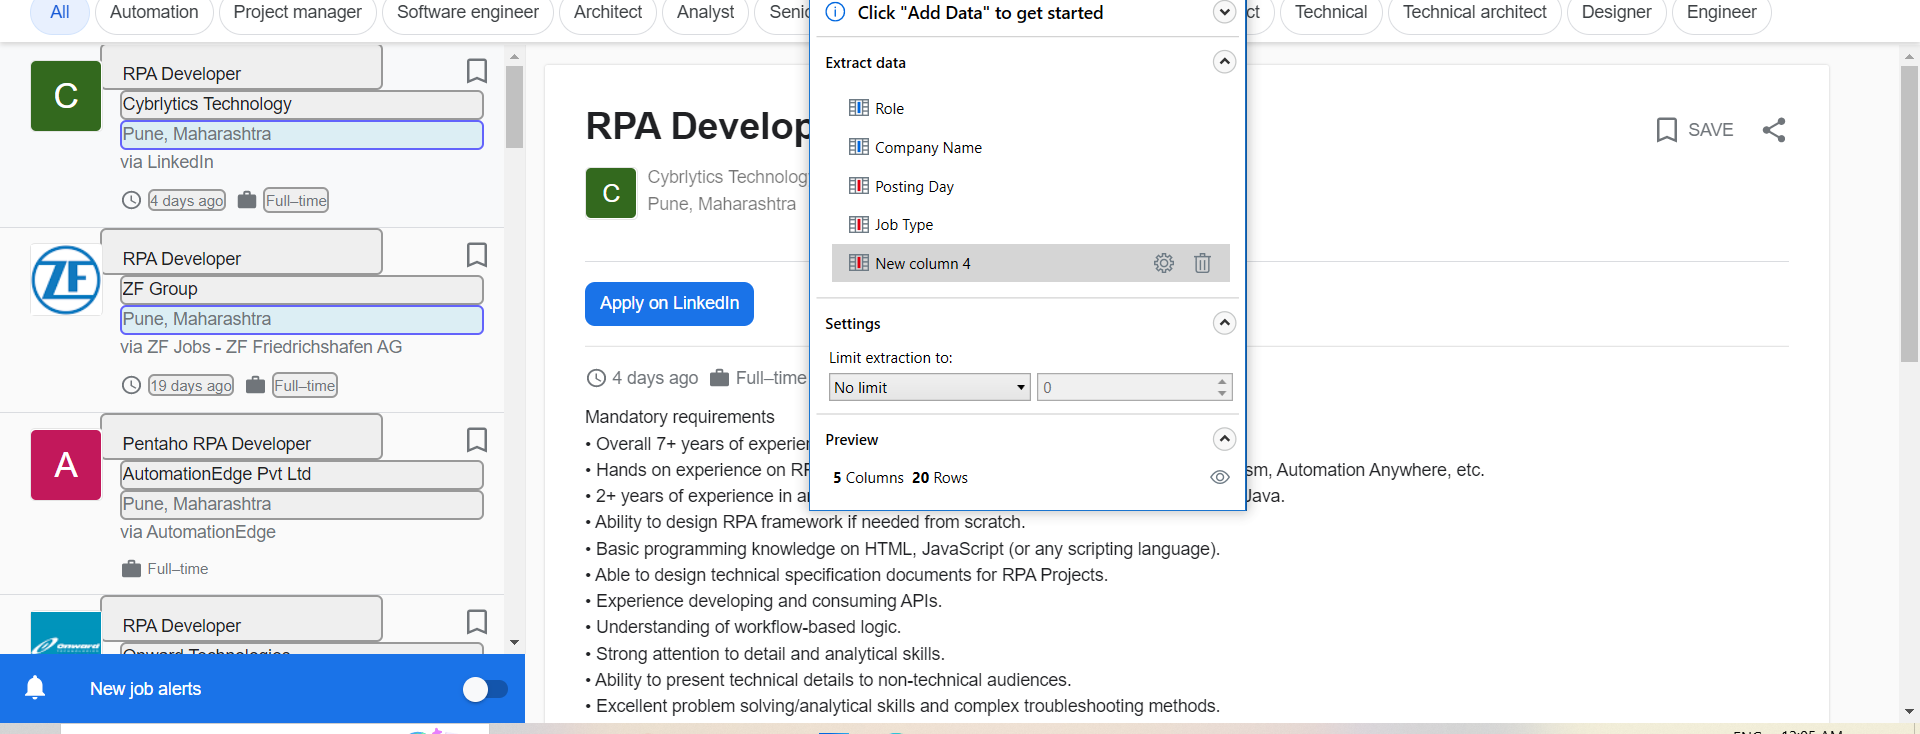 All Automation Project manager Software engineer Architect Analyst Technical Technical architect Designer Engineer
Click "Add Data" to get started
C
RPA Developer
Cybrlytics Technology
Pune, Maharashtra
via LinkedIn
4 days ago Full–time
ZF
RPA Developer
ZF Group
Pune, Maharashtra
via ZF Jobs - ZF Friedrichshafen AG
19 days ago Full–time
A
Pentaho RPA Developer
AutomationEdge Pvt Ltd
Pune, Maharashtra
via AutomationEdge
Full–time
Onward
RPA Developer
Onward Technologies
New job alerts
Extract data
Role
Company Name
Posting Day
Job Type
New column 4
Settings
Limit extraction to:
No limit 0
Preview
5 Columns 20 Rows
RPA Develop
SAVE
C
Cybrlytics Technolog
Pune, Maharashtra
Apply on LinkedIn
4 days ago Full–time
Mandatory requirements
• Overall 7+ years of experien
• Hands on experience on RP sm, Automation Anywhere, etc.
• 2+ years of experience in a Java.
• Ability to design RPA framework if needed from scratch.
• Basic programming knowledge on HTML, JavaScript (or any scripting language).
• Able to design technical specification documents for RPA Projects.
• Experience developing and consuming APIs.
• Understanding of workflow-based logic.
• Strong attention to detail and analytical skills.
• Ability to present technical details to non-technical audiences.
• Excellent problem solving/analytical skills and complex troubleshooting methods.